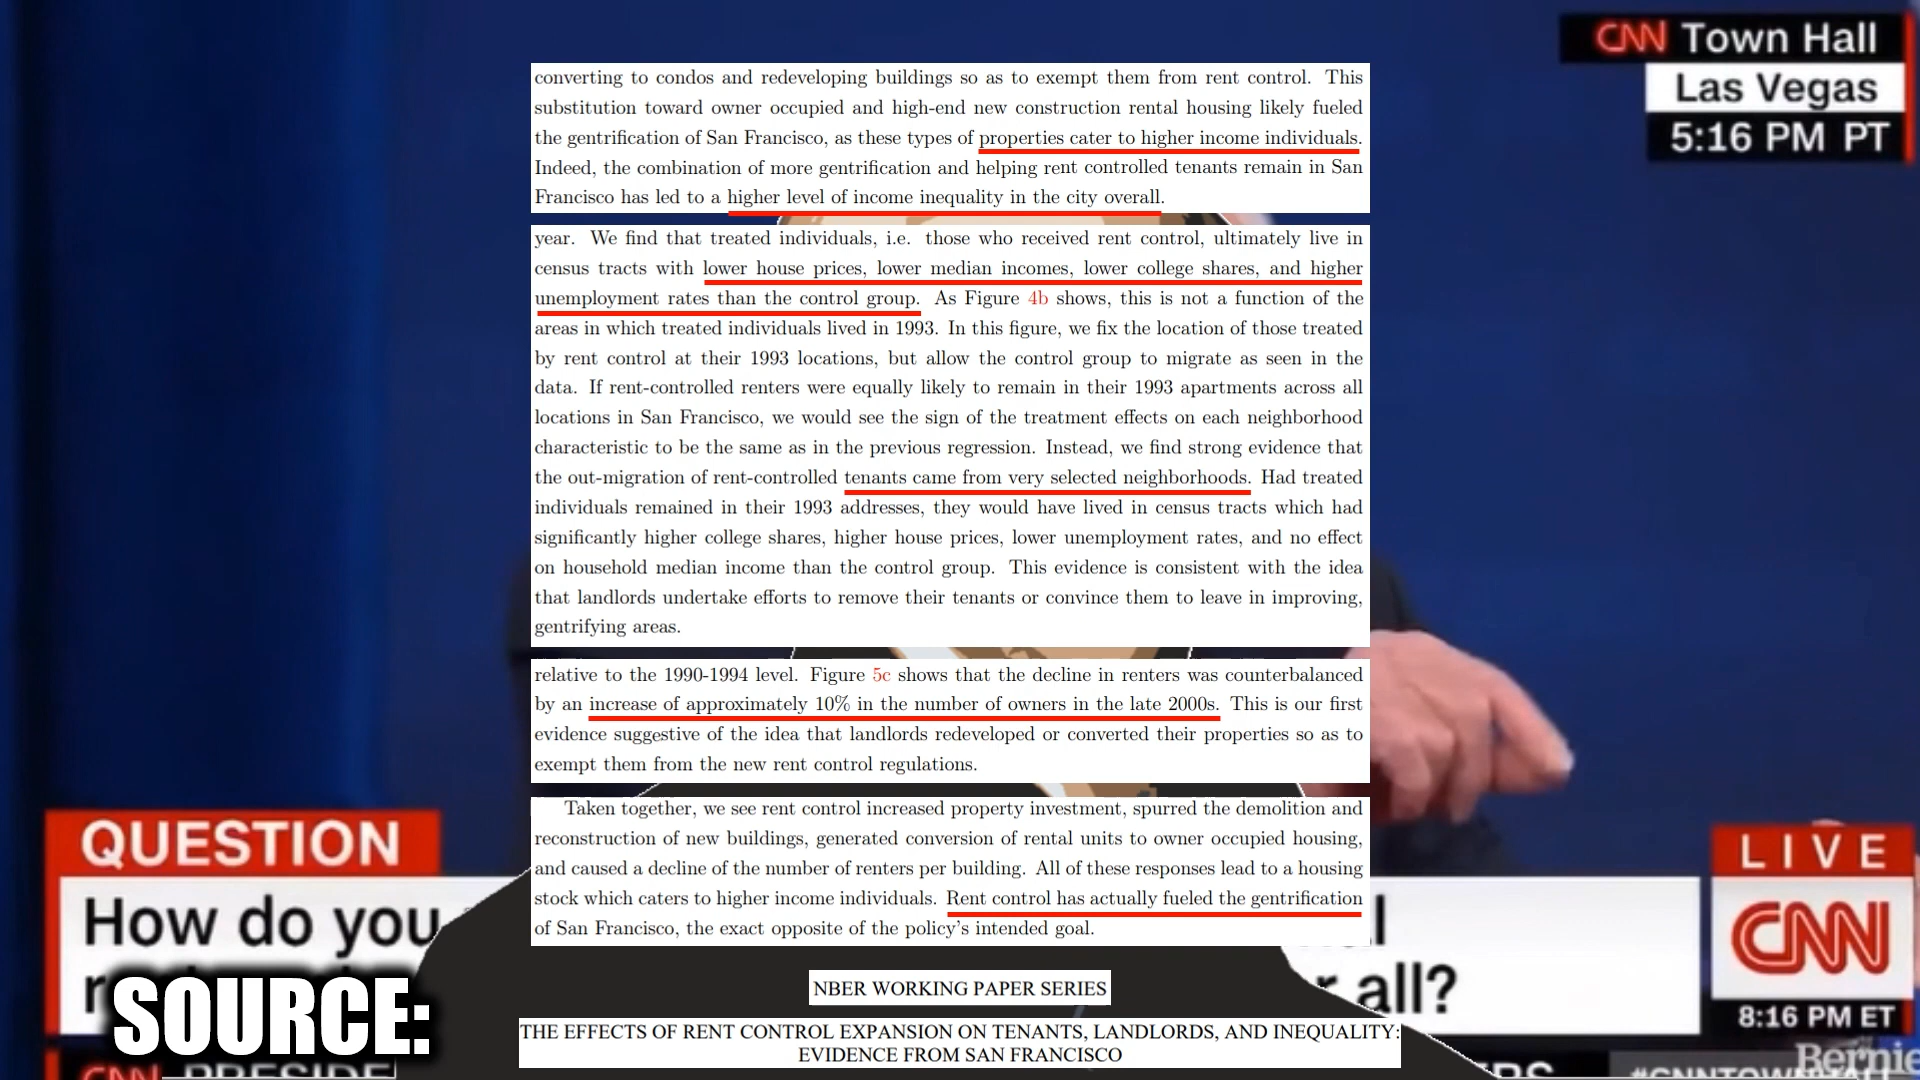 CNN Town Hall
Las Vegas
5:16 PM PT
converting to condos and redeveloping buildings so as to exempt them from rent control. This
substitution toward owner occupied and high-end new construction rental housing likely fueled
the gentrification of San Francisco, as these types of properties cater to higher income individuals.
Indeed, the combination of more gentrification and helping rent controlled tenants remain in San
Francisco has led to a higher level of income inequality in the city overall.
year. We find that treated individuals, i.e. those who received rent control, ultimately live in
census tracts with lower house prices, lower median incomes, lower college shares, and higher
unemployment rates than the control group. As Figure 4b shows, this is not a function of the
areas in which treated individuals lived in 1993. In this figure, we fix the location of those treated
by rent control at their 1993 locations, but allow the control group to migrate as seen in the
data. If rent-controlled renters were equally likely to remain in their 1993 apartments across all
locations in San Francisco, we would see the sign of the treatment effects on each neighborhood
characteristic to be the same as in the previous regression. Instead, we find strong evidence that
the out-migration of rent-controlled tenants came from very selected neighborhoods. Had treated
individuals remained in their 1993 addresses, they would have lived in census tracts which had
significantly higher college shares, higher house prices, lower unemployment rates, and no effect
on household median income than the control group. This evidence is consistent with the idea
that landlords undertake efforts to remove their tenants or convince them to leave in improving,
gentrifying areas.
relative to the 1990-1994 level. Figure 5c shows that the decline in renters was counterbalanced
by an increase of approximately 10% in the number of owners in the late 2000s. This is our first
evidence suggestive of the idea that landlords redeveloped or converted their properties so as to
exempt them from the new rent control regulations.
Taken together, we see rent control increased property investment, spurred the demolition and
reconstruction of new buildings, generated conversion of rental units to owner occupied housing,
and caused a decline of the number of renters per building. All of these responses lead to a housing
stock which caters to higher income individuals. Rent control has actually fueled the gentrification
of San Francisco, the exact opposite of the policy's intended goal.
NBER WORKING PAPER SERIES
THE EFFECTS OF RENT CONTROL EXPANSION ON TENANTS, LANDLORDS, AND INEQUALITY:
EVIDENCE FROM SAN FRANCISCO
QUESTION
How do you
all?
SOURCE:
LIVE
CNN
8:16 PM ET
Bernie